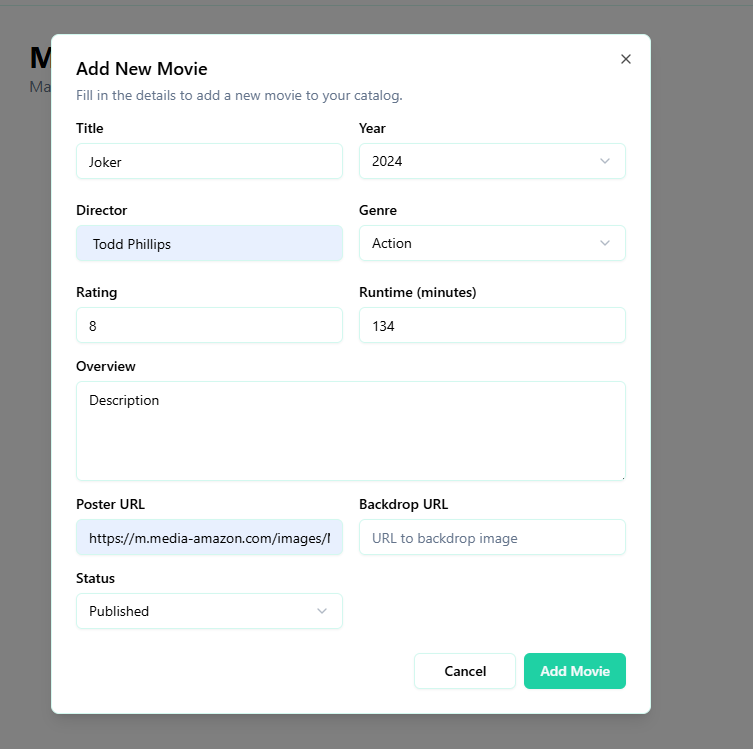 M
Ma
Add New Movie
Fill in the details to add a new movie to your catalog.
Title
Year
Joker
2024
Director
Genre
Todd Phillips
Action
Rating
Runtime (minutes)
8
134
Overview
Description
Poster URL
Backdrop URL
https://m.media-amazon.com/images/M
URL to backdrop image
Status
Published
Cancel
Add Movie